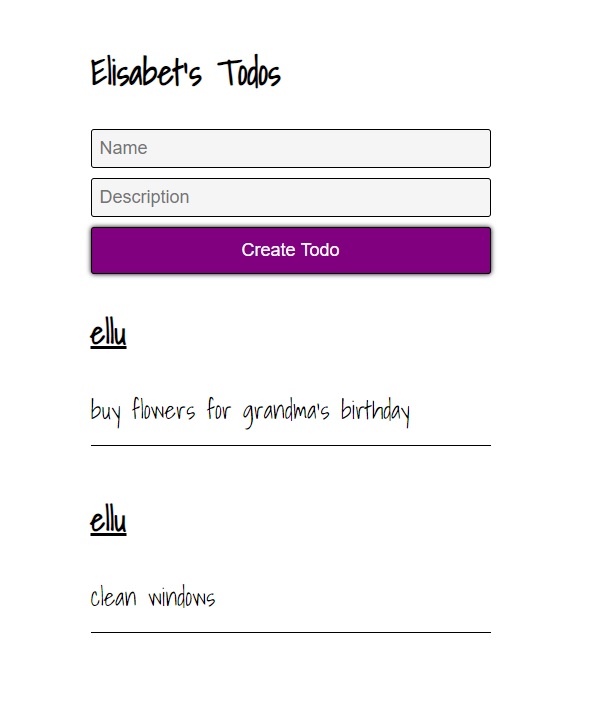 Elisabet's Todos
Name
Description
Create Todo
ellu
buy flowers for grandma's birthday
ellu
clean windows